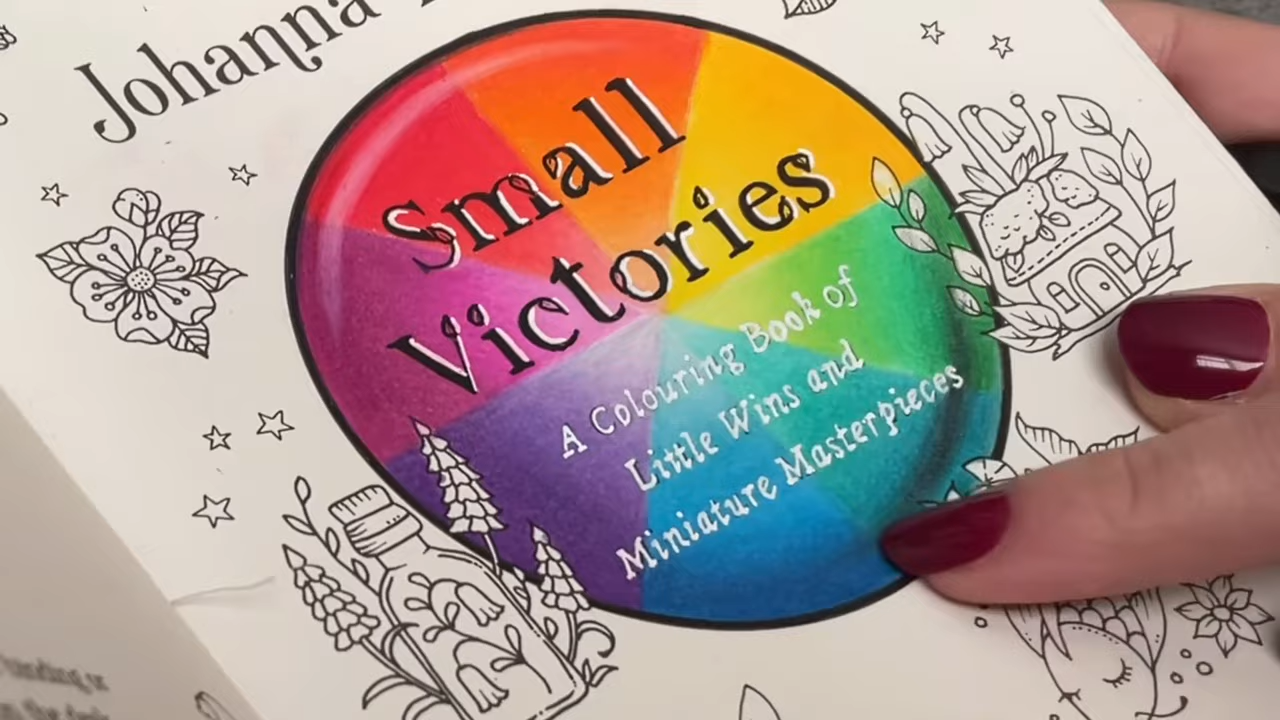 Johanna
Small
Victories
A Colouring Book of
Little Wins and
Miniature Masterpieces